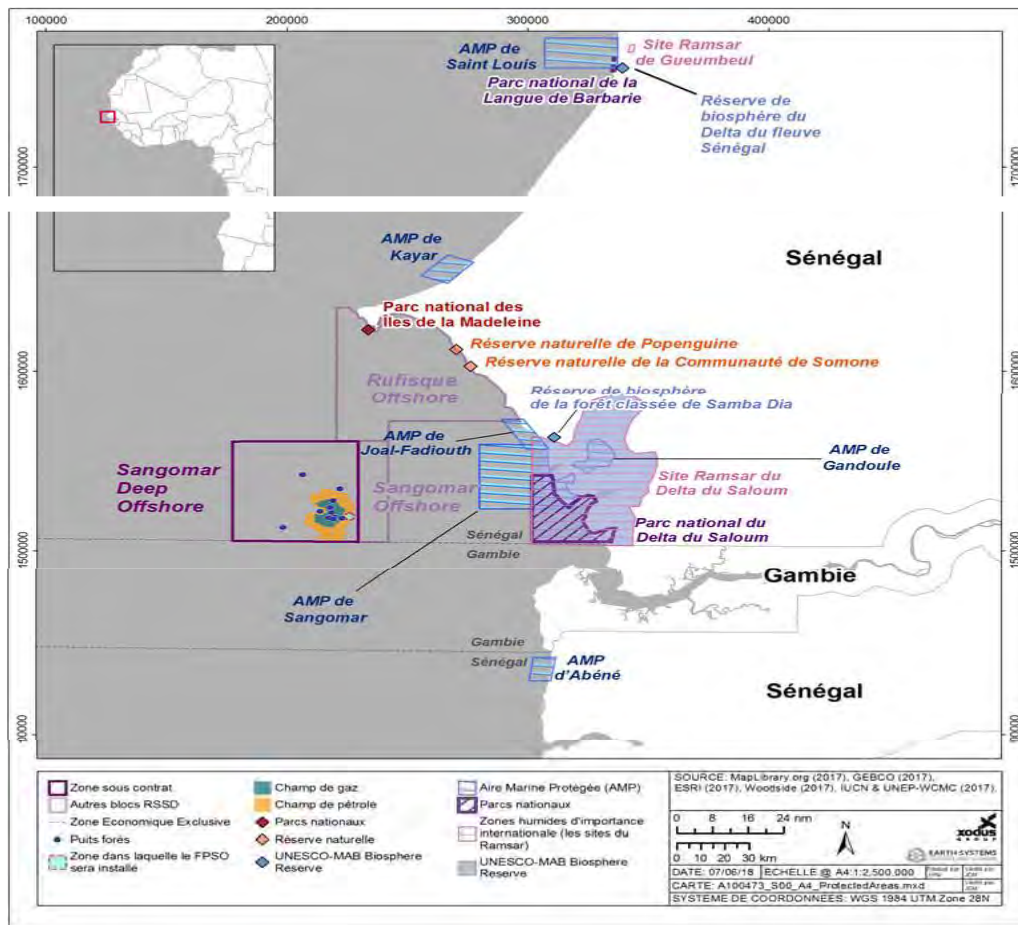 100000
200000
300000
400000
AMP de
Saint Louis
Site Ramsar
de Gueumbeul
Parc national de la
Langue de Barbarie
Réserve de
biosphère du
Delta du fleuve
Sénégal
1700000
1700000
AMP de
Kayar
Sénégal
Parc national des
Îles de la Madeleine
Réserve naturelle de Popenguine
Réserve naturelle de la Communauté de Somone
1600000
1600000
Rufisque
Offshore
Réserve de biosphère
de la forêt classée de Samba Dia
AMP de
Joal-Fadiouth
AMP de
Gandoule
Sangomar
Deep
Offshore
Sangomar
Offshore
Site Ramsar du
Delta du Saloum
Parc national du
Delta du Saloum
Sénégal
Gambie
1500000
1500000
Gambie
AMP de
Sangomar
Gambie
Sénégal
AMP
d'Abéné
Sénégal
Zone sous contrat
Autres blocs RSSD
Zone Economique Exclusive
Puits forés
Zone dans laquelle le FPSO
sera installé
Champ de gaz
Champ de pétrole
Parcs nationaux
Réserve naturelle
UNESCO-MAB Biosphere
Reserve
Aire Marine Protégée (AMP)
Parcs nationaux
Zones humides d'importance
internationale (les sites du
Ramsar)
UNESCO-MAB Biosphere
Reserve
SOURCE: MapLibrary.org (2017), GEBCO (2017),
ESRI (2017), Woodside (2017), IUCN & UNEP-WCMC (2017).
0 8 16 24 nm
0 10 20 30 km
N
xodus
GROUP
EARTH SYSTEMS
DATE: 07/06/18
ECHELLE @ A4:1:2,500,000
CARTE: A100473_S00_A4_ProtectedAreas.mxd
SYSTEME DE COORDONNEES: WGS 1984 UTM Zone 28N